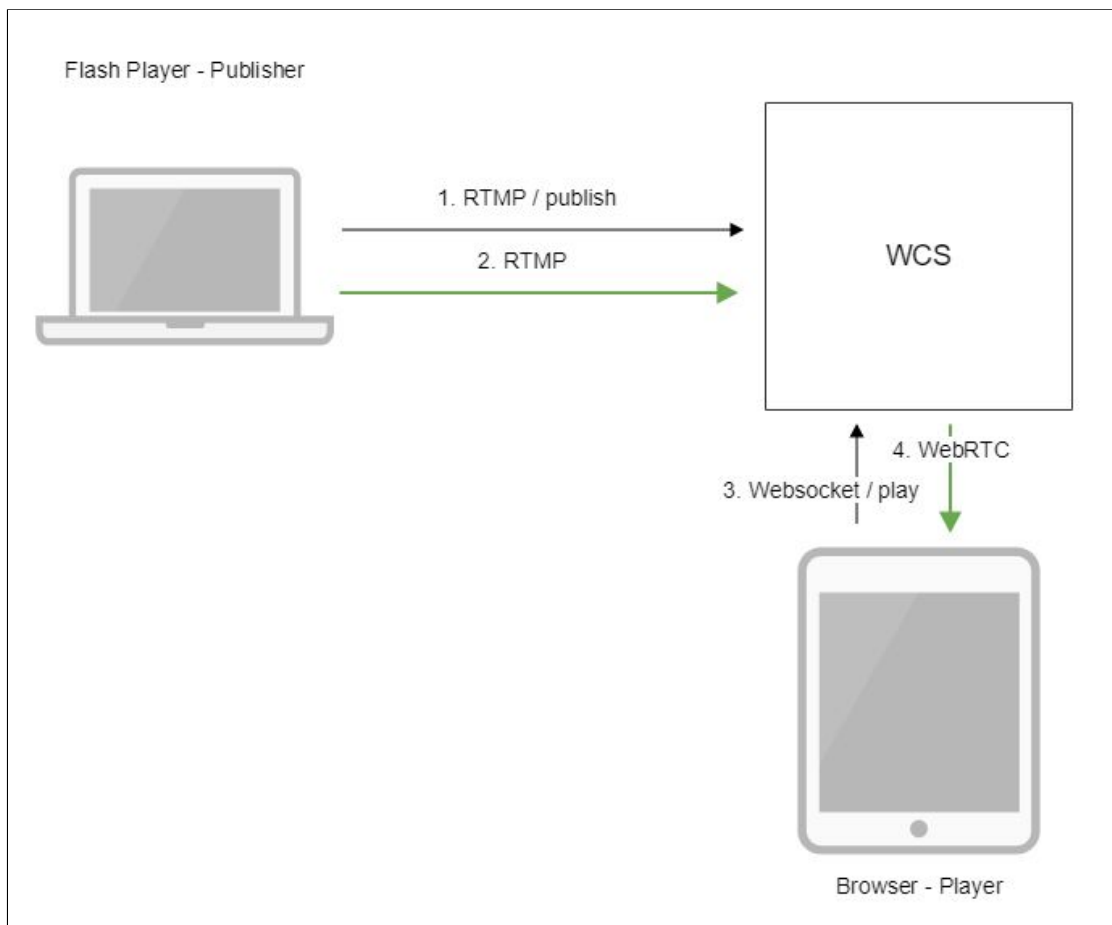 Flash Player - Publisher
1. RTMP / publish
2. RTMP
WCS
4. WebRTC
3. Websocket / play
Browser - Player